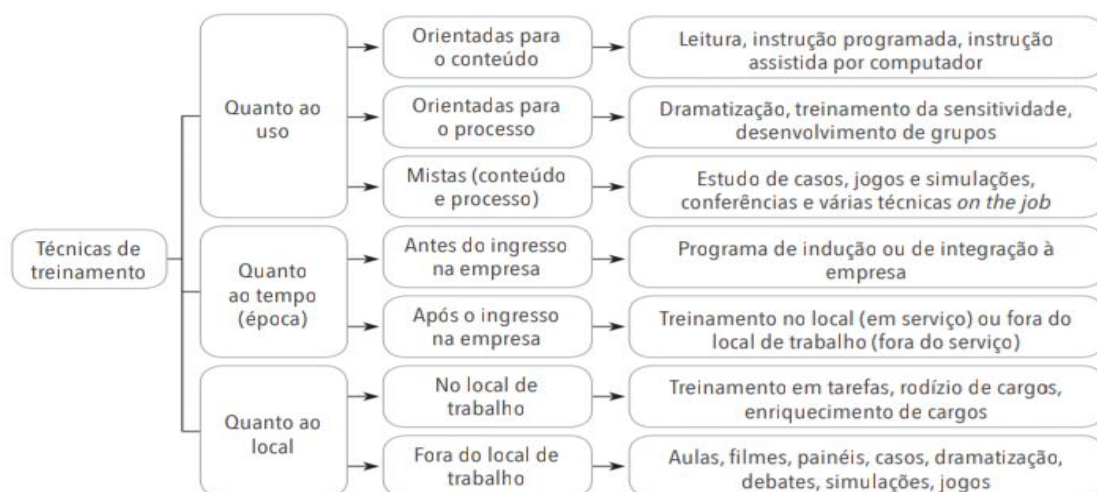 Técnicas de
treinamento
Quanto ao
uso
Orientadas para
o conteúdo
Leitura, instrução programada, instrução
assistida por computador
Orientadas para
o processo
Dramatização, treinamento da sensitividade,
desenvolvimento de grupos
Mistas (conteúdo
e processo)
Estudo de casos, jogos e simulações,
conferências e várias técnicas on the job
Quanto
ao tempo
(época)
Antes do ingresso
na empresa
Programa de indução ou de integração à
empresa
Após o ingresso
na empresa
Treinamento no local (em serviço) ou fora do
local de trabalho (fora do serviço)
Quanto ao
local
No local de
trabalho
Treinamento em tarefas, rodízio de cargos,
enriquecimento de cargos
Fora do local de
trabalho
Aulas, filmes, painéis, casos, dramatização,
debates, simulações, jogos